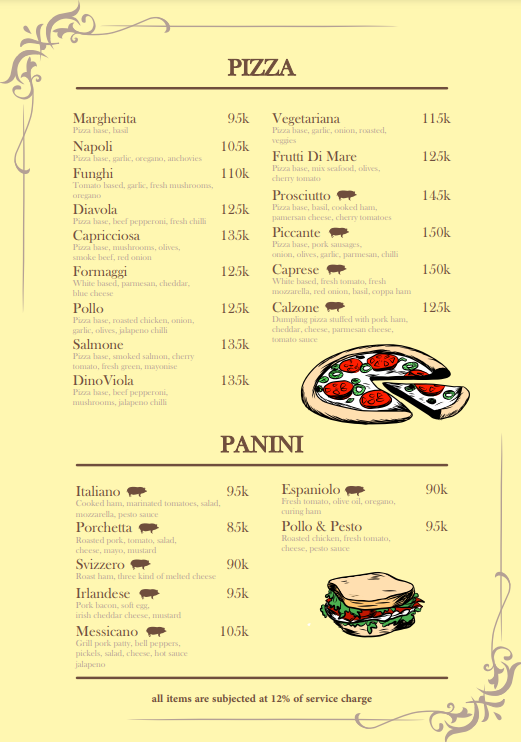 PIZZA
Margherita 95k
Pizza base, basil
Napoli 105k
Pizza base, garlic, oregano, anchovies
Funghi 110k
Tomato based, garlic, fresh mushrooms,
oregano
Diavola 125k
Pizza base, beef pepperoni, fresh chilli
Capricciosa 135k
Pizza base, mushrooms, olives,
smoke beef, red onion
Formaggi 125k
White based, parmesan, cheddar,
blue cheese
Pollo 125k
Pizza base, roasted chicken, onion,
garlic, olives, jalapeno chilli
Salmone 135k
Pizza base, smoked salmon, cherry
tomato, fresh green, mayonise
DinoViola 135k
Pizza base, beef pepperoni,
mushrooms, jalapeno chilli
Vegetariana 115k
Pizza base, garlic, onion, roasted,
veggies
Frutti Di Mare 125k
Pizza base, mix seafood, olives,
cherry tomato
Prosciutto 145k
Pizza base, basil, cooked ham,
pamersan cheese, cherry tomatoes
Piccante 150k
Pizza base, pork sausages,
onion, olives, garlic, parmesan, chilli
Caprese 150k
White based, fresh tomato, fresh
mozzarella, red onion, basil, coppa ham
Calzone 125k
Dumpling pizza stuffed with pork ham,
cheddar, cheese, parmesan cheese,
tomato sauce
PANINI
Italiano 95k
Cooked ham, marinated tomatoes, salad,
mozzarella, pesto sauce
Porchetta 85k
Roasted pork, tomato, salad,
cheese, mayo, mustard
Svizzero 90k
Roast ham, three kind of melted cheese
Irlandese 95k
Pork bacon, soft egg,
irish cheddar cheese, mustard
Messicano 105k
Grill pork patty, bell peppers,
pickels, salad, cheese, hot sauce
jalapeno
Espaniolo 90k
Fresh tomato, olive oil, oregano,
curing ham
Pollo & Pesto 95k
Roasted chicken, fresh tomato,
cheese, pesto sauce
all items are subjected at 12% of service charge